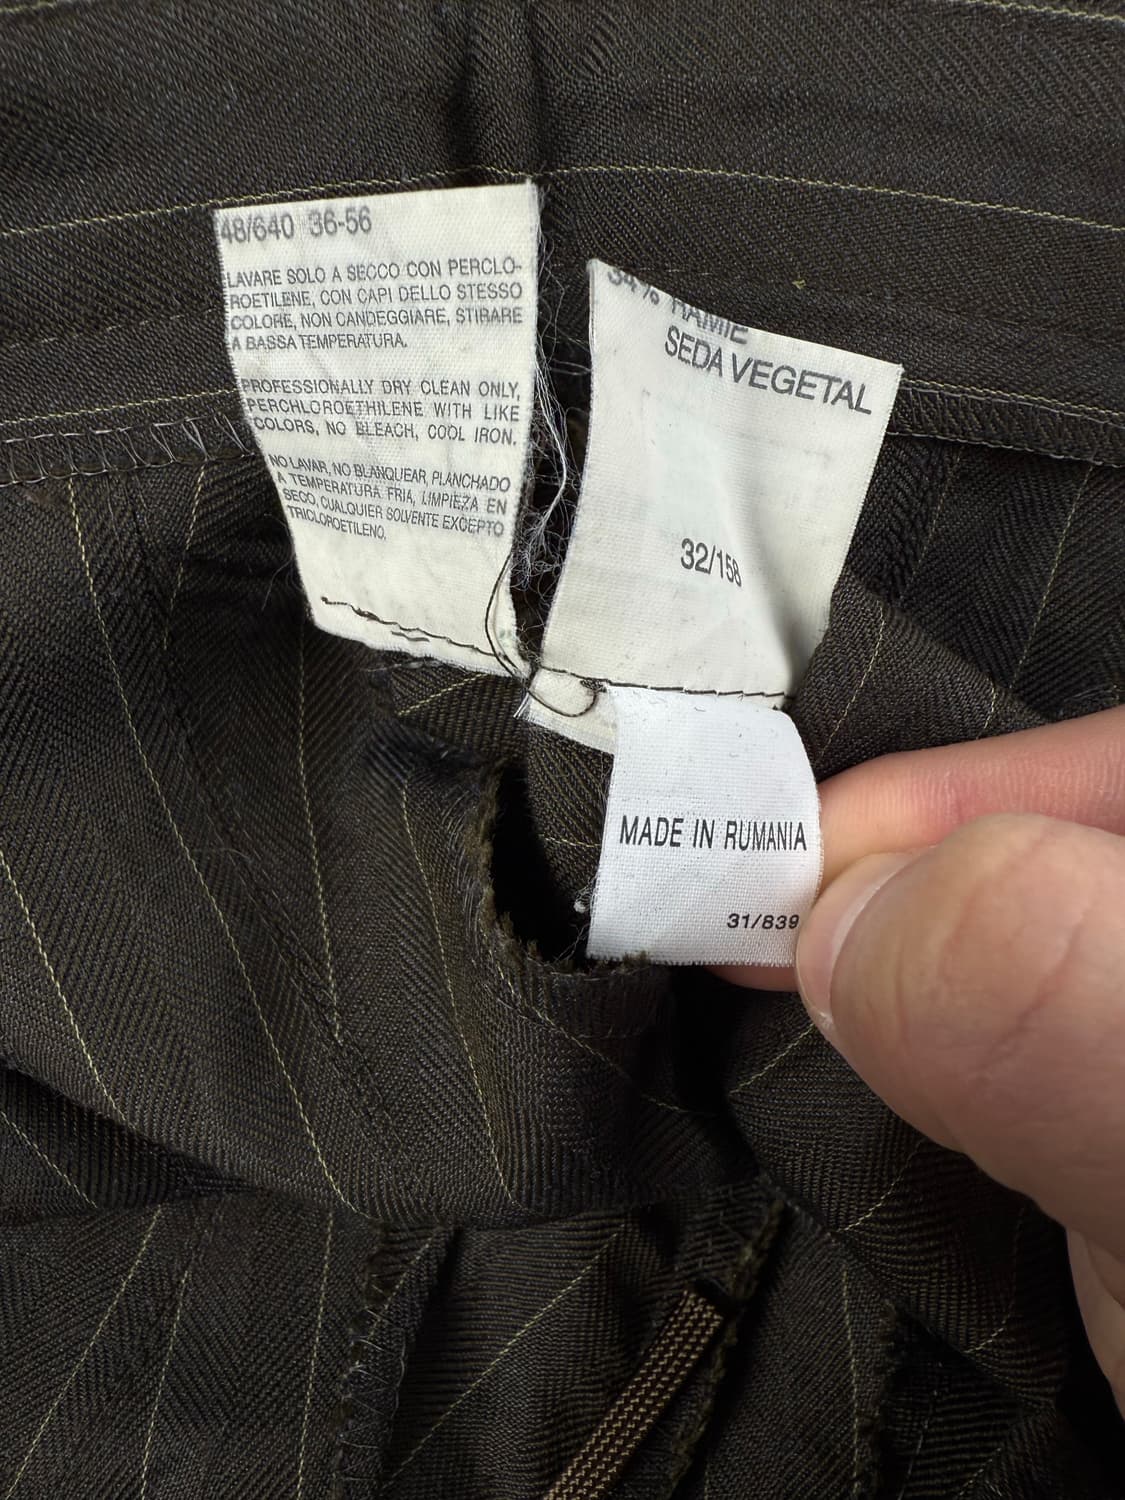 48/640 36-56
LAVARE SOLO A SECCO CON PERCLO-
ROETILENE, CON CAPI DELLO STESSO
COLORE, NON CANDEGGIARE, STIRARE
A BASSA TEMPERATURA.
PROFESSIONALLY DRY CLEAN ONLY,
PERCHLOROETHILENE WITH LIKE
COLORS, NO BLEACH, COOL IRON.
NO LAVAR, NO BLANQUEAR, PLANCHADO
A TEMPERATURA FRIA, LIMPIEZA EN
SECO, CUALQUIER SOLVENTE EXCEPTO
TRICLOROETILENO.
34% RAMIE
SEDA VEGETAL
32/158
MADE IN RUMANIA
31/839